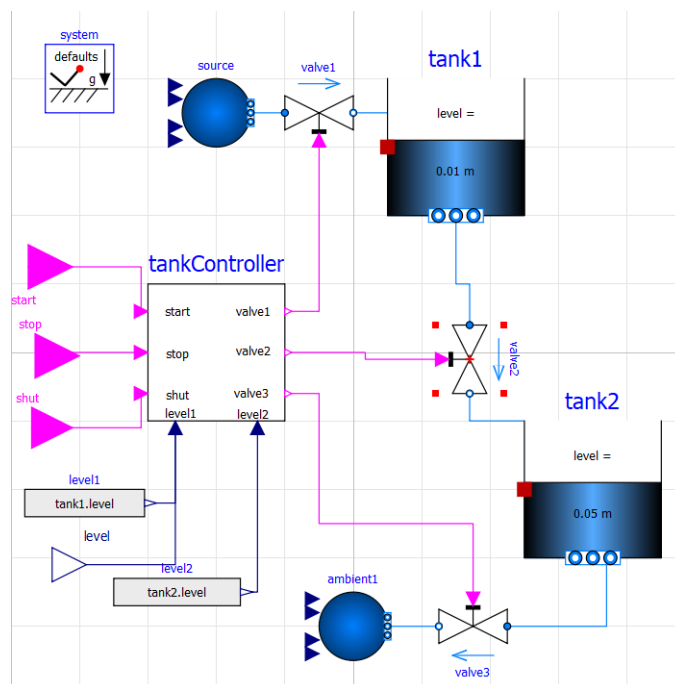 system
defaults
g
source
valve1
tank1
level =
0.01 m
tankController
start
start
valve1
stop
stop
valve2
valve2
shut
shut
valve3
level1
level2
tank2
level =
level1
tank1.level
0.05 m
level
level2
tank2.level
ambient1
valve3